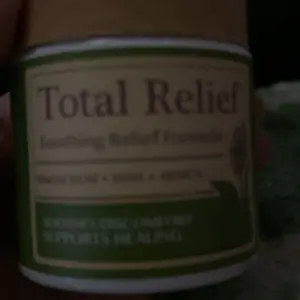 Total Relief
Soothing Relief Formula
SOOTHES DISCOMFORT
SUPPORTS HEALING